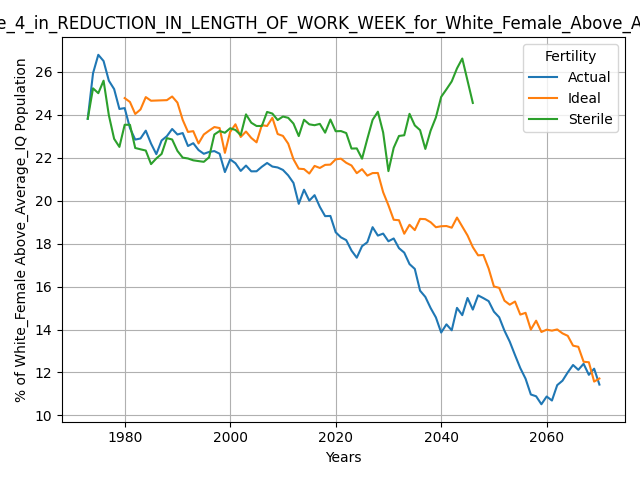 e_4_in_REDUCTION_IN_LENGTH_OF_WORK_WEEK_for_White_Female_Above_A
Fertility
Actual
Ideal
Sterile
% of White_Female Above_Average_IQ Population
26
24
22
20
18
16
14
12
10
1980
2000
2020
2040
2060
Years